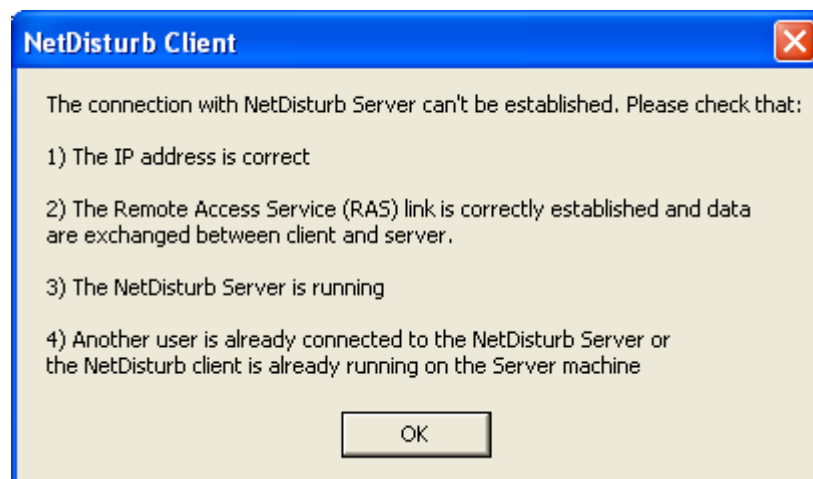 NetDisturb Client
The connection with NetDisturb Server can't be established. Please check that:
1) The IP address is correct
2) The Remote Access Service (RAS) link is correctly established and data
are exchanged between client and server.
3) The NetDisturb Server is running
4) Another user is already connected to the NetDisturb Server or
the NetDisturb client is already running on the Server machine
OK